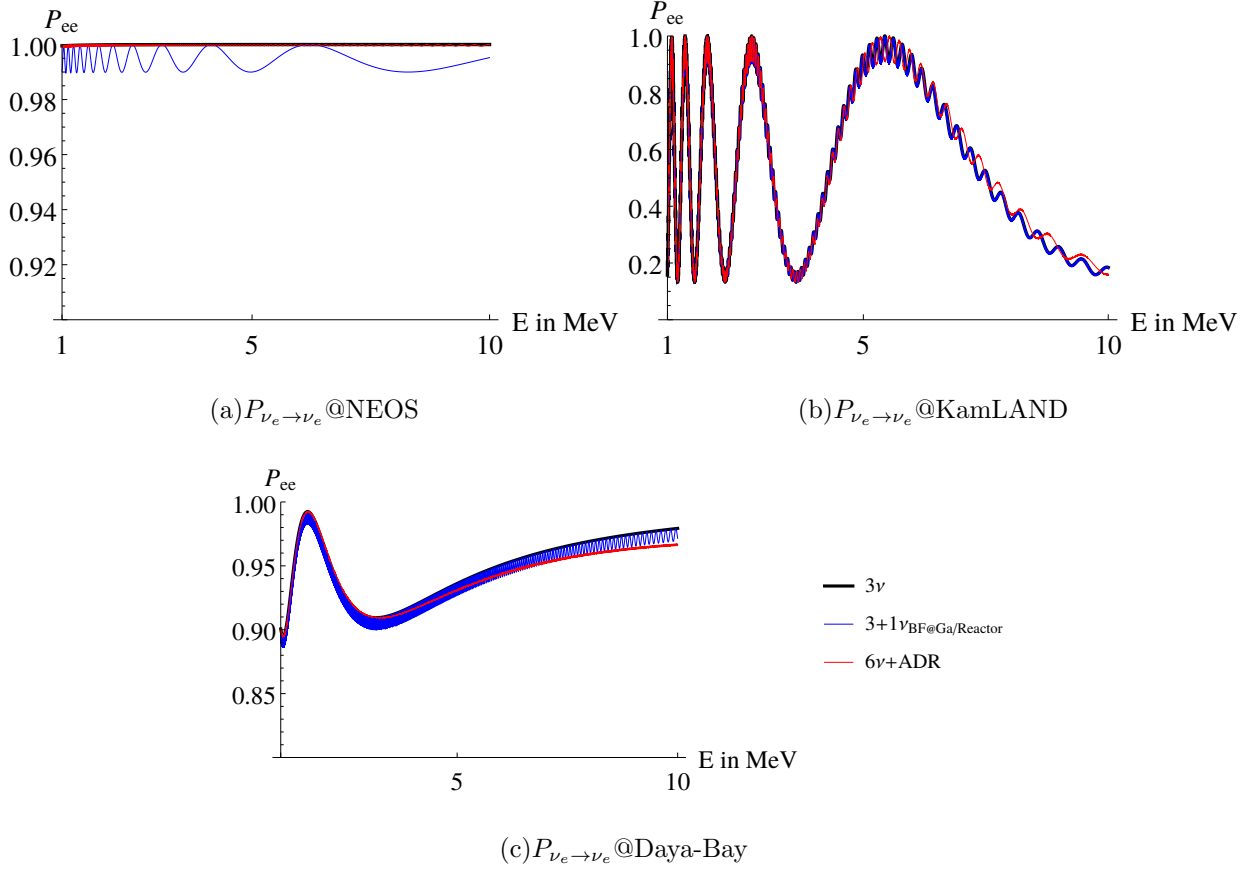 P_ee
1.00
0.98
0.96
0.94
0.92
1 5 10
E in MeV
(a)P_{ν_e→ν_e}@NEOS
P_ee
1.0
0.8
0.6
0.4
0.2
1 5 10
E in MeV
(b)P_{ν_e→ν_e}@KamLAND
P_ee
1.00
0.95
0.90
0.85
5 10
E in MeV
3ν
3+1ν_{BF@Ga/Reactor}
6ν+ADR
(c)P_{ν_e→ν_e}@Daya-Bay